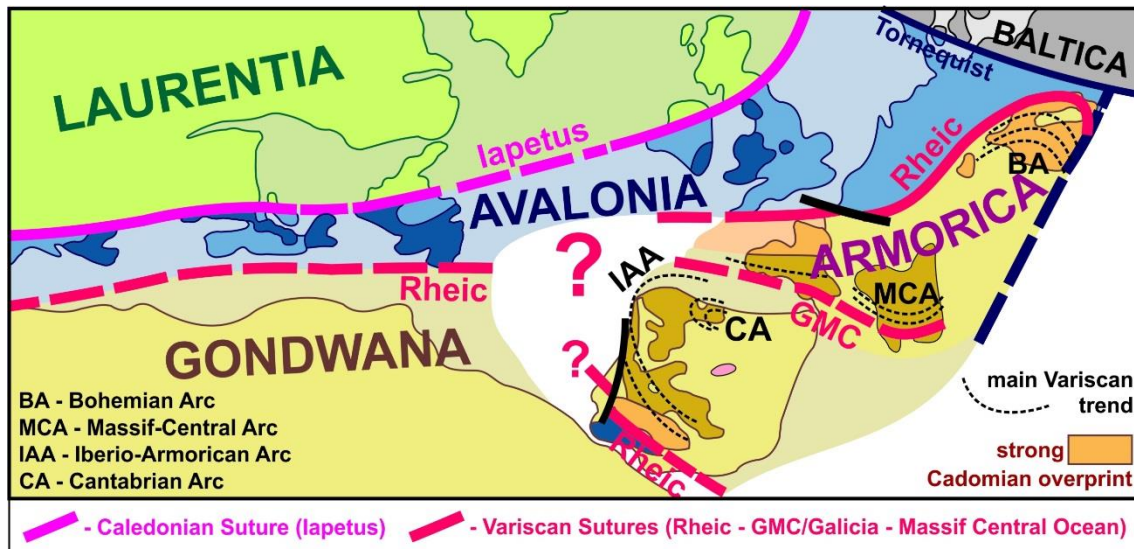 LAURENTIA
BALTICA
Tornequist
Iapetus
Rheic
BA
AVALONIA
ARMORICA
?
IAA
Rheic
MCA
GMC
CA
GONDWANA
?
Rheic
BA - Bohemian Arc
MCA - Massif-Central Arc
IAA - Iberio-Armorican Arc
CA - Cantabrian Arc
main Variscan
trend
strong
Cadomian overprint
- Caledonian Suture (Iapetus)
- Variscan Sutures (Rheic - GMC/Galicia - Massif Central Ocean)